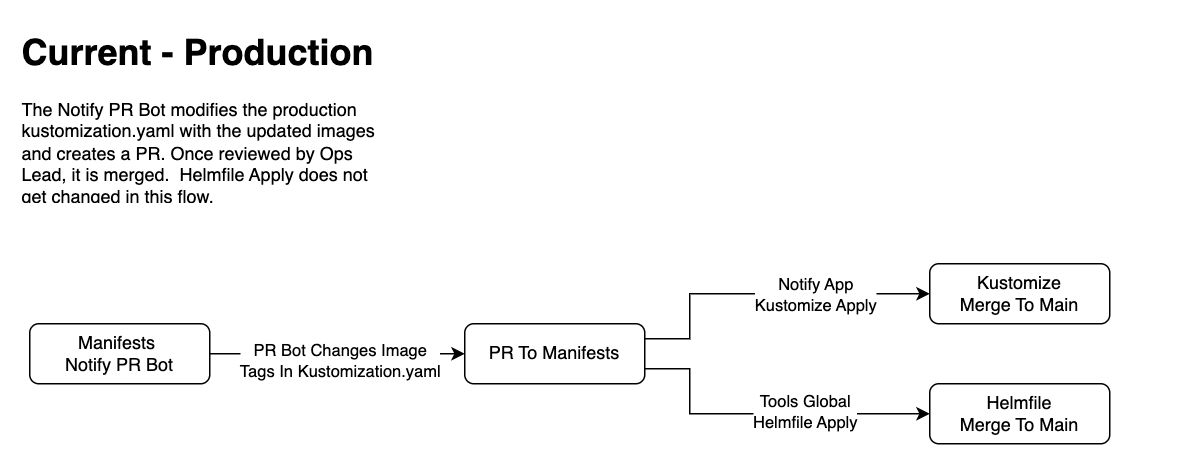 Current - Production
The Notify PR Bot modifies the production
kustomization.yaml with the updated images
and creates a PR. Once reviewed by Ops
Lead, it is merged.  Helmfile Apply does not
get changed in this flow.
Notify App
Kustomize Apply
Kustomize
Merge To Main
Manifests
Notify PR Bot
PR Bot Changes Image
Tags In Kustomization.yaml
PR To Manifests
Tools Global
Helmfile Apply
Helmfile
Merge To Main